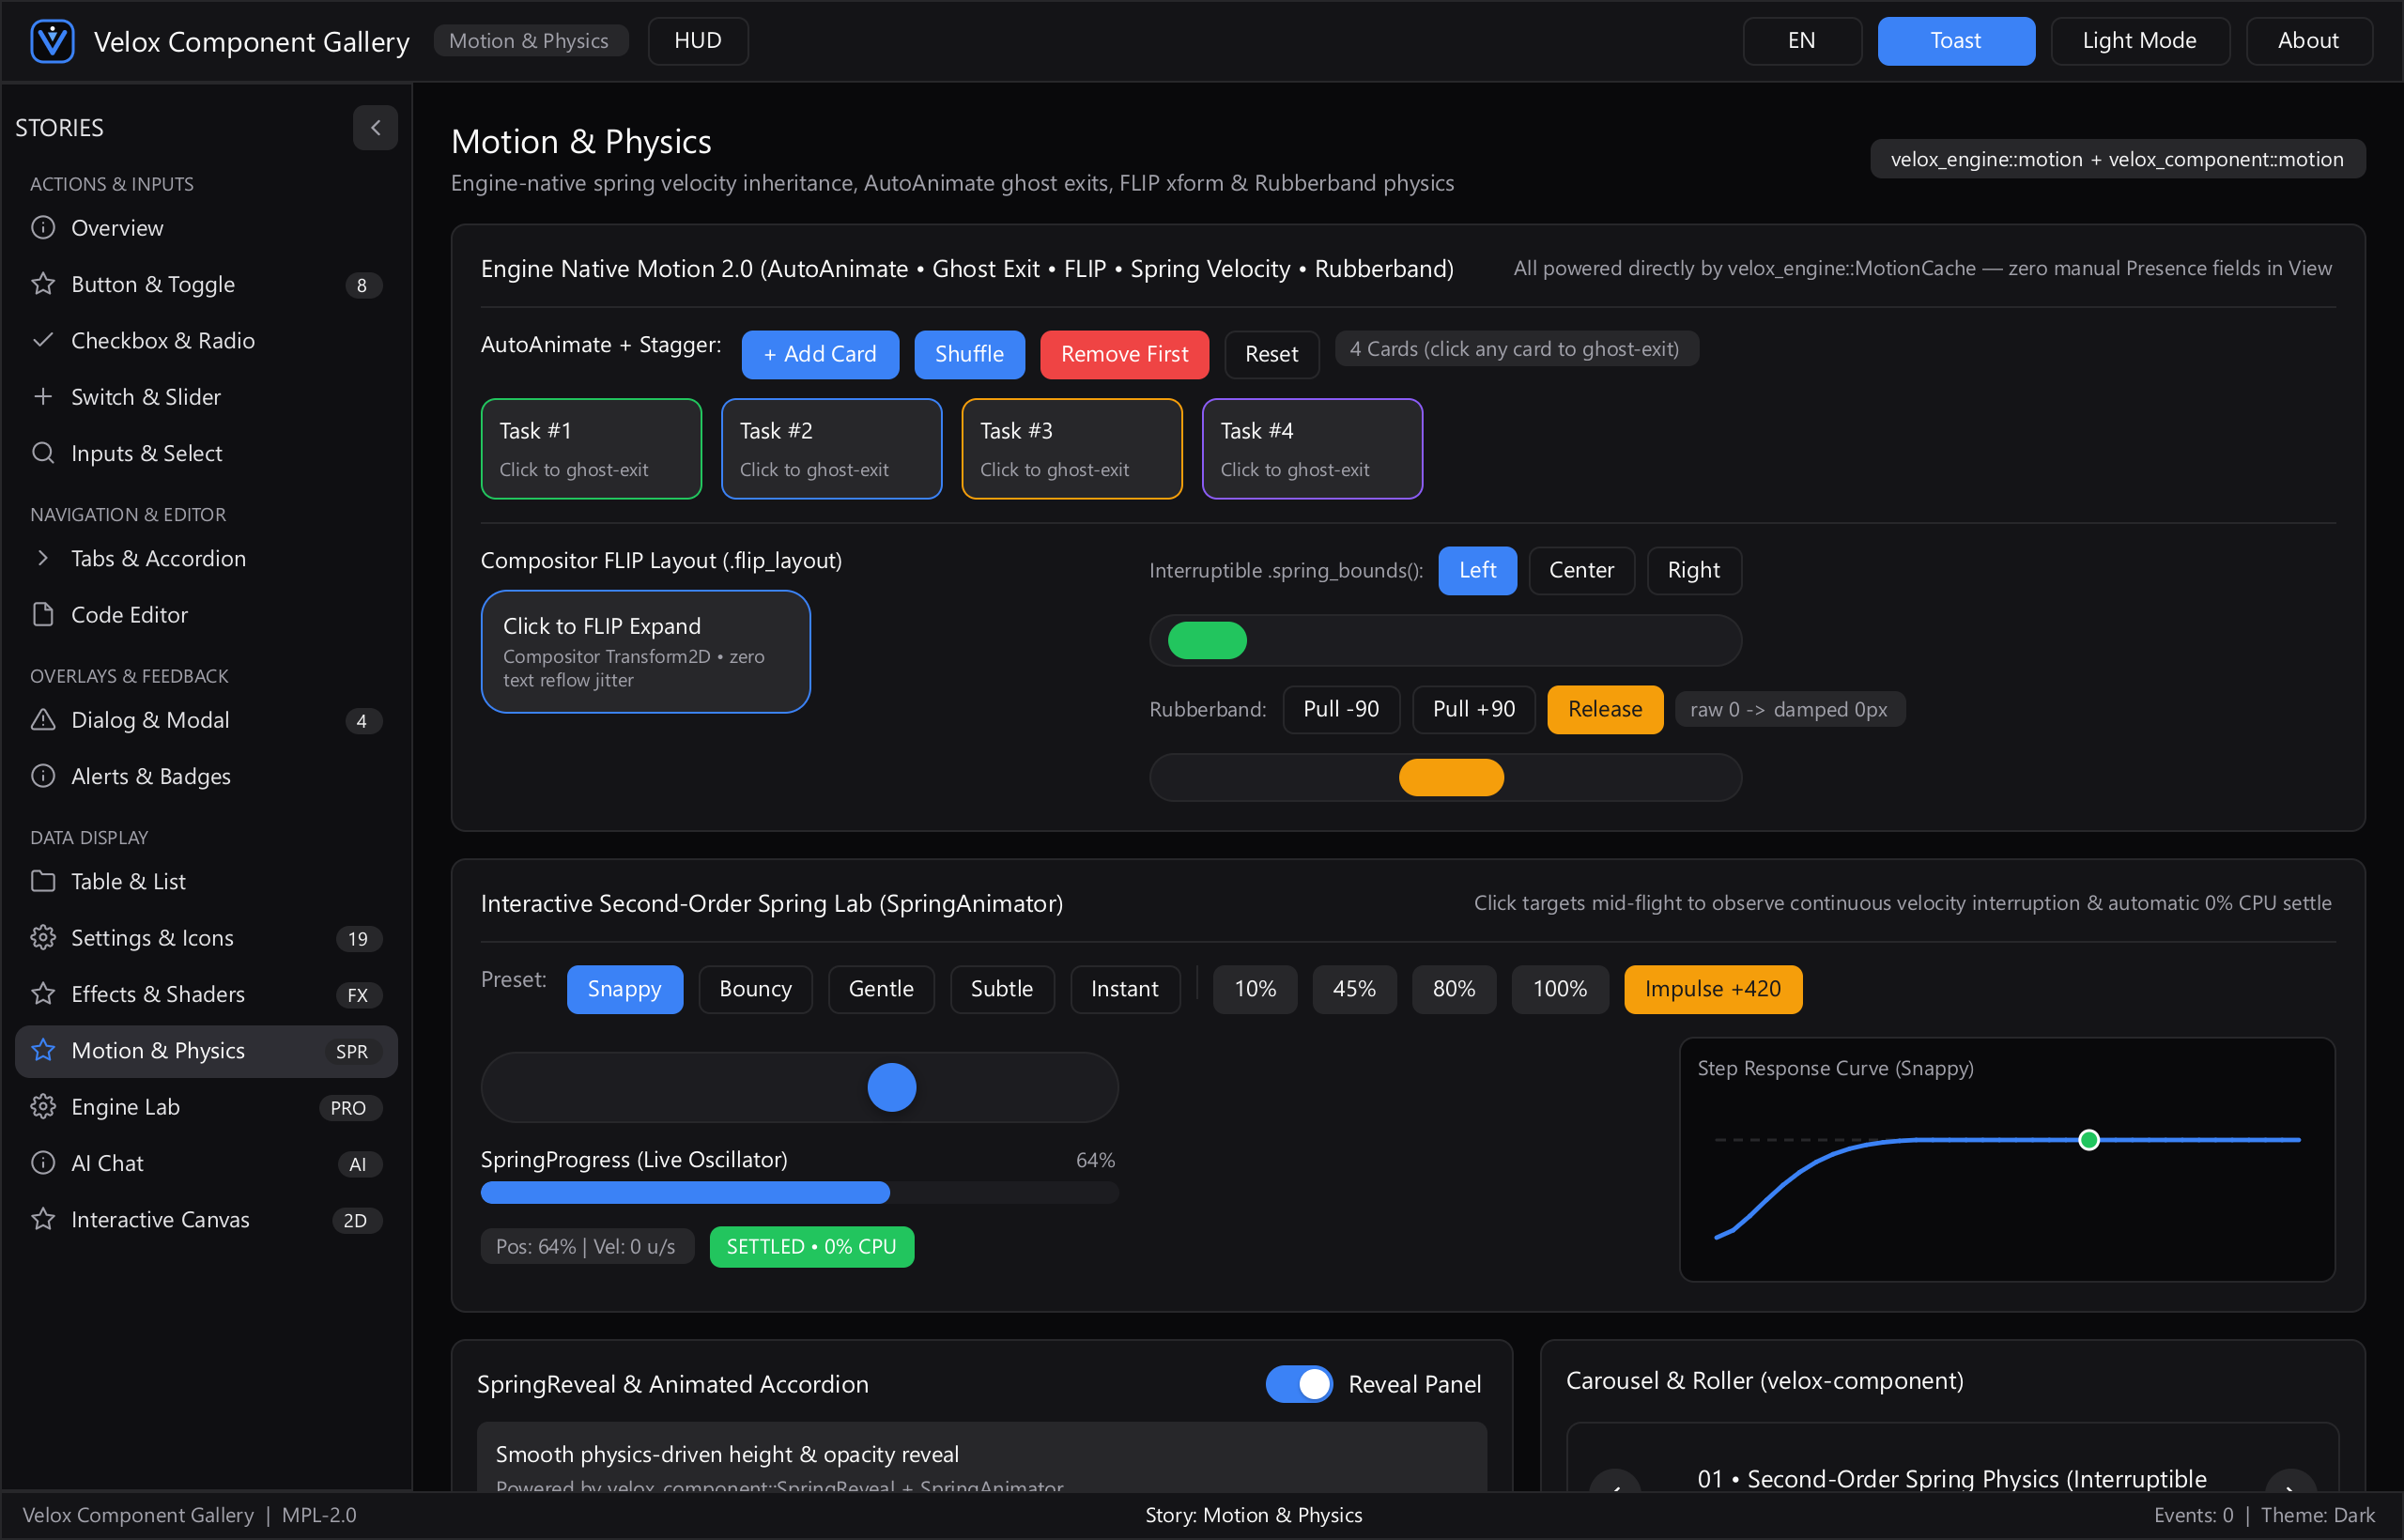 Velox Component Gallery
Motion & Physics
HUD
EN
Toast
Light Mode
About
STORIES
ACTIONS & INPUTS
Overview
Button & Toggle
8
Checkbox & Radio
Switch & Slider
Inputs & Select
NAVIGATION & EDITOR
Tabs & Accordion
Code Editor
OVERLAYS & FEEDBACK
Dialog & Modal
4
Alerts & Badges
DATA DISPLAY
Table & List
Settings & Icons
19
Effects & Shaders
FX
Motion & Physics
SPR
Engine Lab
PRO
AI Chat
AI
Interactive Canvas
2D
Motion & Physics
Engine-native spring velocity inheritance, AutoAnimate ghost exits, FLIP xform & Rubberband physics
velox_engine::motion + velox_component::motion
Engine Native Motion 2.0 (AutoAnimate • Ghost Exit • FLIP • Spring Velocity • Rubberband)
All powered directly by velox_engine::MotionCache — zero manual Presence fields in View
AutoAnimate + Stagger:
+ Add Card
Shuffle
Remove First
Reset
4 Cards (click any card to ghost-exit)
Task #1
Click to ghost-exit
Task #2
Click to ghost-exit
Task #3
Click to ghost-exit
Task #4
Click to ghost-exit
Compositor FLIP Layout (.flip_layout)
Click to FLIP Expand
Compositor Transform2D • zero
text reflow jitter
Interruptible .spring_bounds():
Left
Center
Right
Rubberband:
Pull -90
Pull +90
Release
raw 0 -> damped 0px
Interactive Second-Order Spring Lab (SpringAnimator)
Click targets mid-flight to observe continuous velocity interruption & automatic 0% CPU settle
Preset:
Snappy
Bouncy
Gentle
Subtle
Instant
10%
45%
80%
100%
Impulse +420
SpringProgress (Live Oscillator)
64%
Pos: 64% | Vel: 0 u/s
SETTLED • 0% CPU
Step Response Curve (Snappy)
SpringReveal & Animated Accordion
Reveal Panel
Smooth physics-driven height & opacity reveal
Powered by velox_component::SpringReveal + SpringAnimator
Carousel & Roller (velox-component)
01 • Second-Order Spring Physics (Interruptible
Velox Component Gallery | MPL-2.0
Story: Motion & Physics
Events: 0 | Theme: Dark